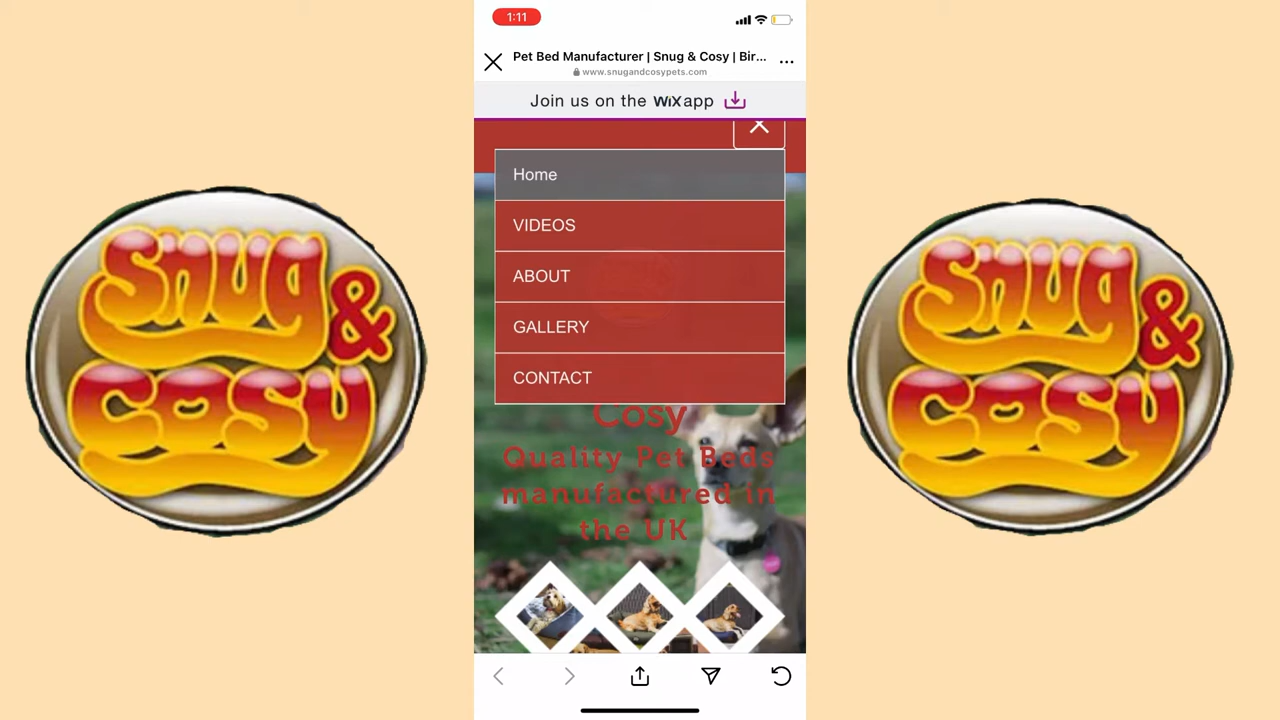 1:11
Pet Bed Manufacturer | Snug & Cosy | Bir...
www.snugandcosypets.com
Join us on the WiX app
Home
VIDEOS
ABOUT
GALLERY
CONTACT
Cosy
Quality Pet Beds
manufactured in
the UK
Snug &
Cosy
Snug &
Cosy